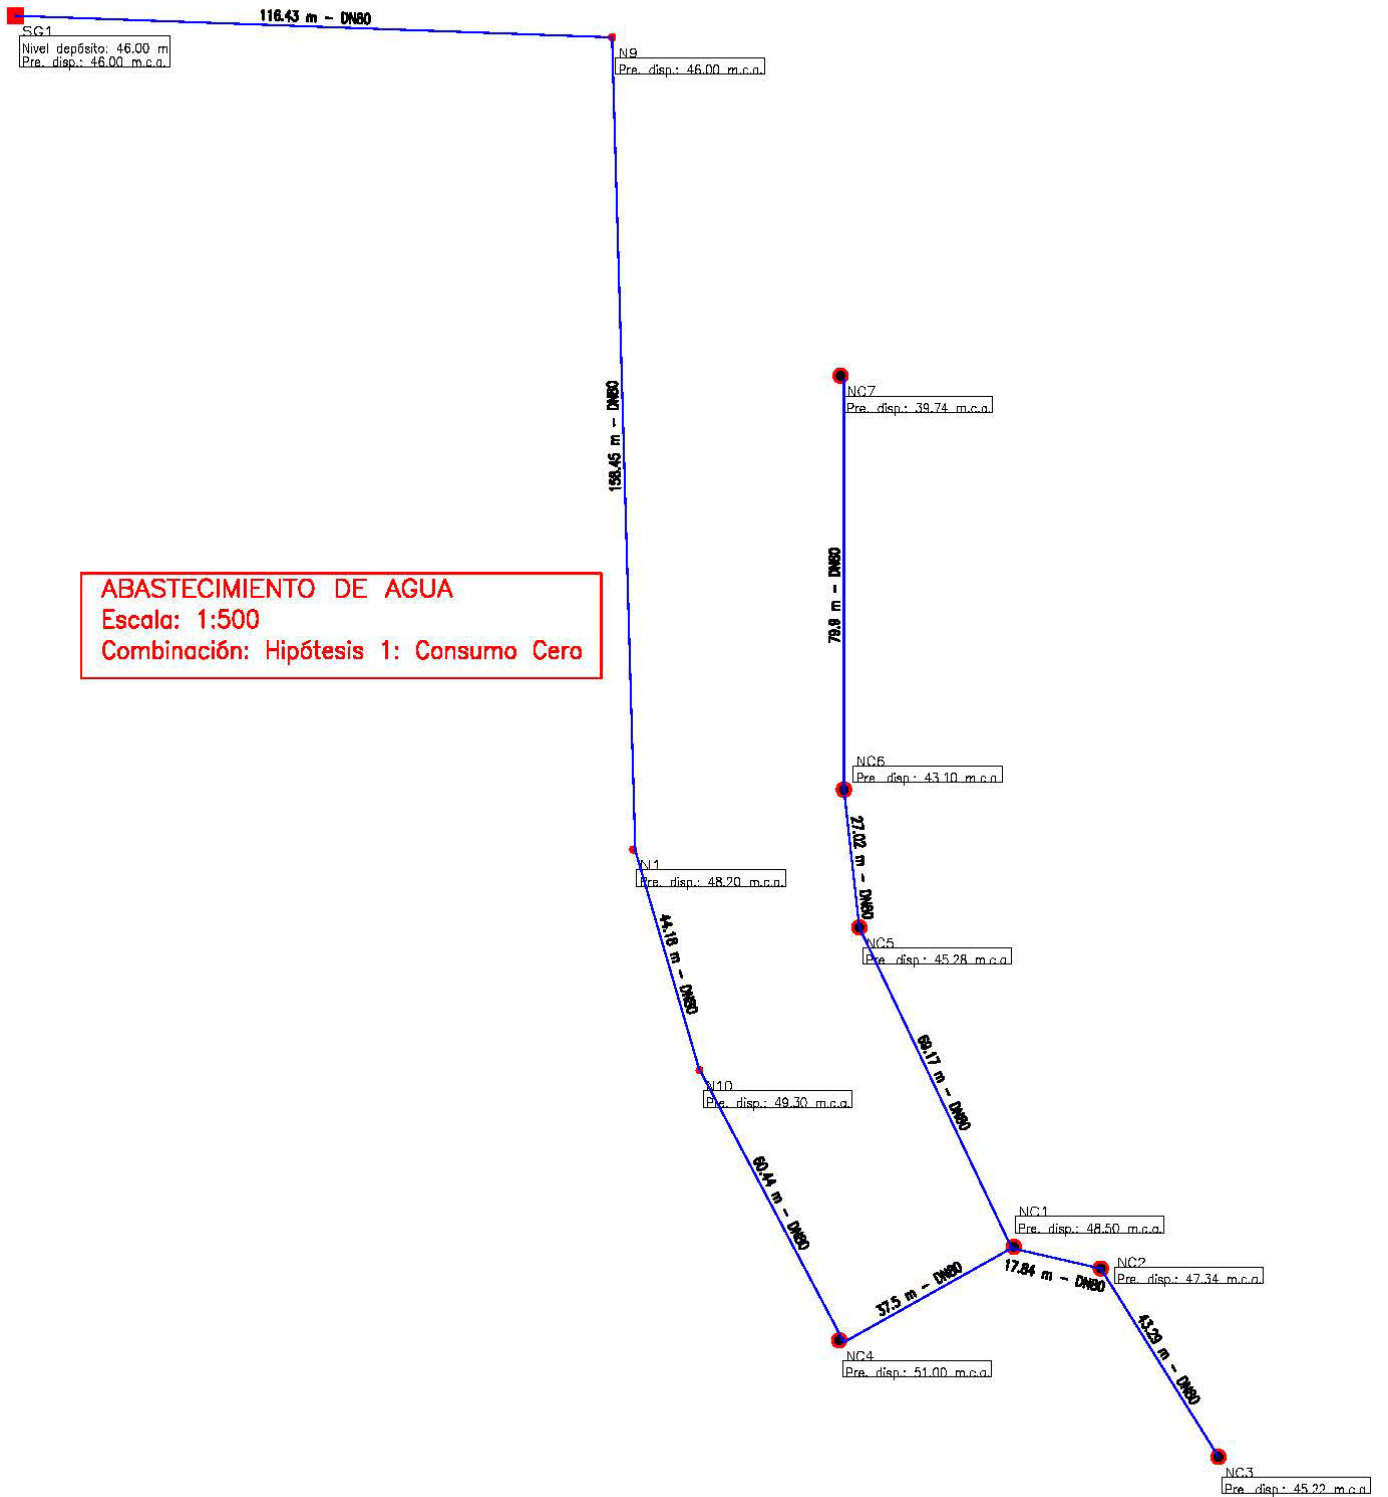 116.43 m - DN80
SG1
Nivel depósito: 46.00 m
Pre. disp.: 46.00 m.c.a.
N9
Pre. disp.: 46.00 m.c.a.
158.45 m - DN80
NC7
Pre. disp.: 39.74 m.c.a.
79.9 m - DN80
ABASTECIMIENTO DE AGUA
Escala: 1:500
Combinación: Hipótesis 1: Consumo Cero
NC6
Pre. disp.: 43.10 m.c.a.
27.02 m - DN80
N1
Pre. disp.: 48.20 m.c.a.
44.18 m - DN80
NC5
Pre. disp.: 45.28 m.c.a.
69.17 m - DN80
N10
Pre. disp.: 49.30 m.c.a.
60.44 m - DN80
NC1
Pre. disp.: 48.50 m.c.a.
NC2
Pre. disp.: 47.34 m.c.a.
17.84 m - DN80
37.5 m - DN80
43.29 m - DN80
NC4
Pre. disp.: 51.00 m.c.a.
NC3
Pre. disp.: 45.22 m.c.a.